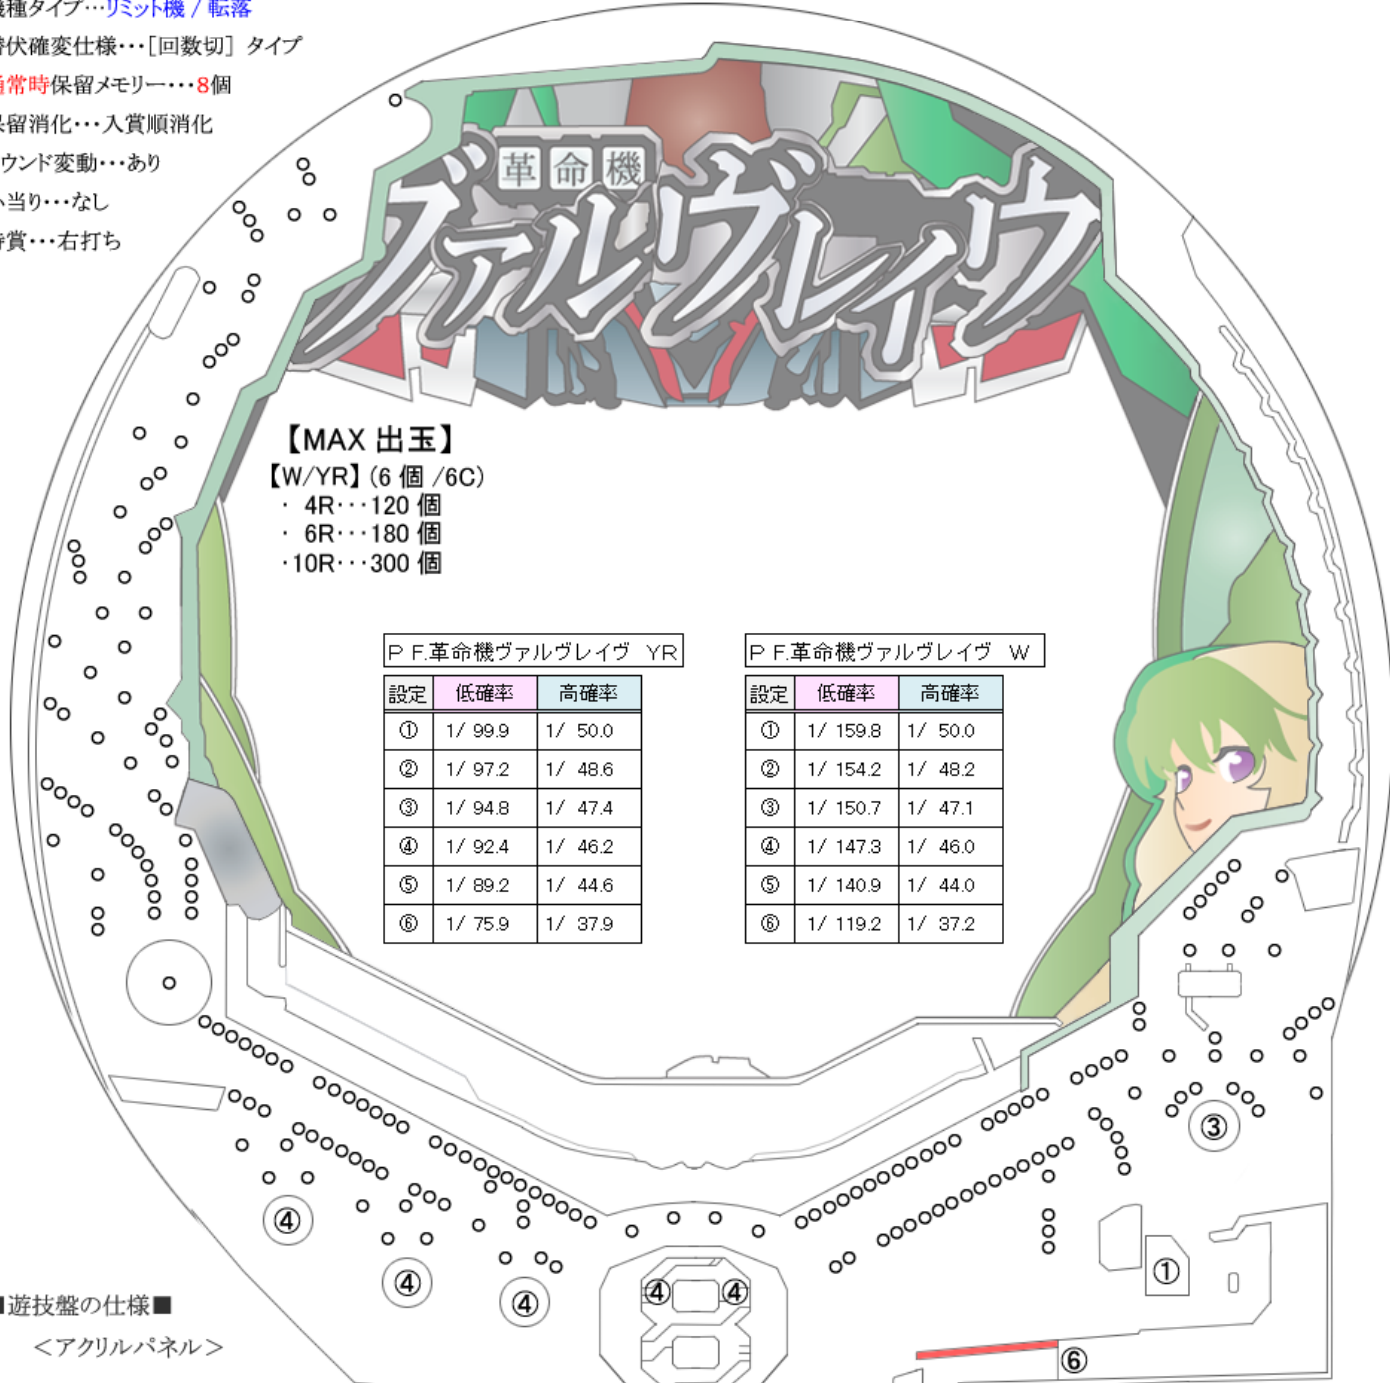 機種タイプ…リミット機 / 転落
潜伏確変仕様…［回数切］タイプ
通常時保留メモリー…8個
保留消化…入賞順消化
ラウンド変動…あり
小当り…なし
特賞…右打ち
革命機
ヴァルヴレイヴ
【MAX 出玉】
【W/YR】(6 個 /6C)
・ 4R…120 個
・ 6R…180 個
・10R…300 個
P F.革命機ヴァルヴレイヴ YR
設定 低確率 高確率
① 1/ 99.9 1/ 50.0
② 1/ 97.2 1/ 48.6
③ 1/ 94.8 1/ 47.4
④ 1/ 92.4 1/ 46.2
⑤ 1/ 89.2 1/ 44.6
⑥ 1/ 75.9 1/ 37.9
P F.革命機ヴァルヴレイヴ W
設定 低確率 高確率
① 1/ 159.8 1/ 50.0
② 1/ 154.2 1/ 48.2
③ 1/ 150.7 1/ 47.1
④ 1/ 147.3 1/ 46.0
⑤ 1/ 140.9 1/ 44.0
⑥ 1/ 119.2 1/ 37.2
③
④
④
④
④ ④
①
⑥
■遊技盤の仕様■
＜アクリルパネル＞